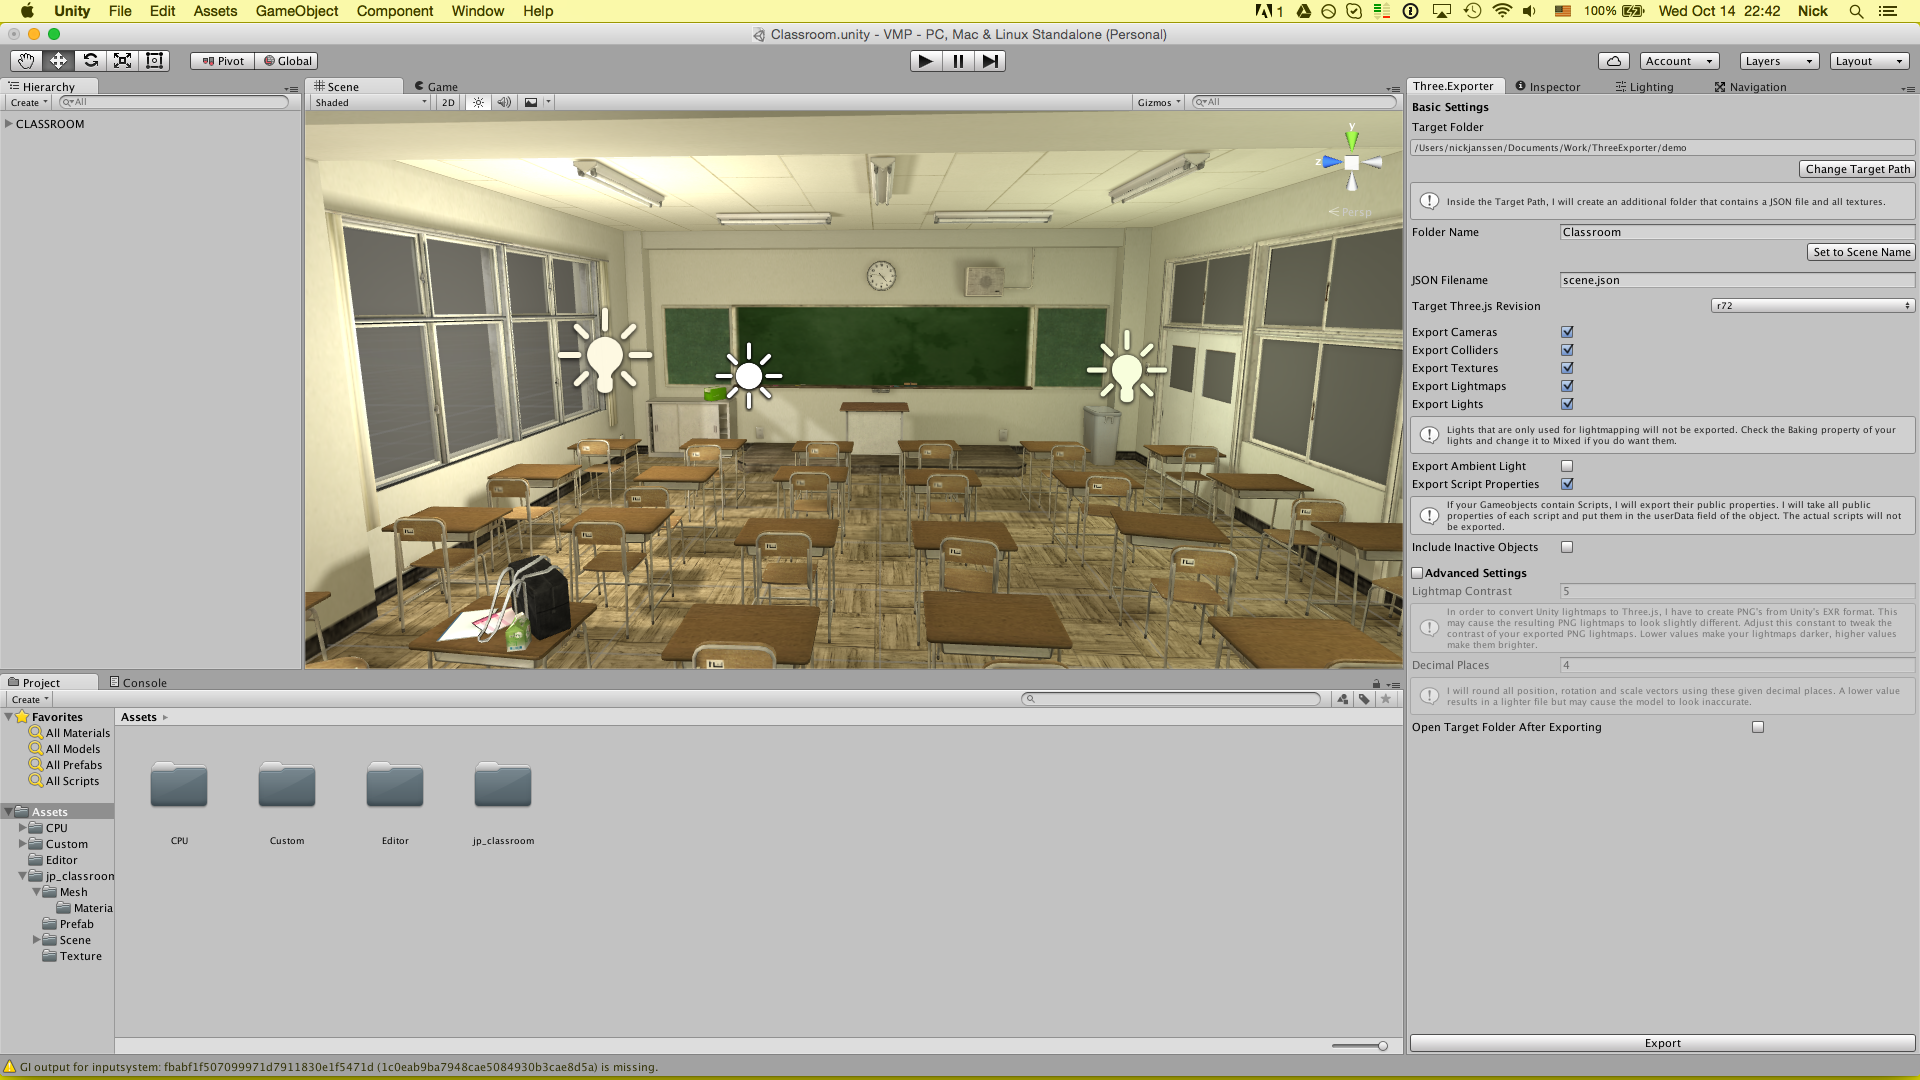 Unity File Edit Assets GameObject Component Window Help
1 100% Wed Oct 14 22:42 Nick
Classroom.unity - VMP - PC, Mac & Linux Standalone (Personal)
Pivot Global
Account Layers Layout
Hierarchy
Create All
CLASSROOM
Scene Game
Shaded 2D Gizmos All
y
z
Persp
Three.Exporter Inspector Lighting Navigation
Basic Settings
Target Folder
/Users/nickjanssen/Documents/Work/ThreeExporter/demo
Change Target Path
Inside the Target Path, I will create an additional folder that contains a JSON file and all textures.
Folder Name Classroom
Set to Scene Name
JSON Filename scene.json
Target Three.js Revision r72
Export Cameras
Export Colliders
Export Textures
Export Lightmaps
Export Lights
Lights that are only used for lightmapping will not be exported. Check the Baking property of your
lights and change it to Mixed if you do want them.
Export Ambient Light
Export Script Properties
If your Gameobjects contain Scripts, I will export their public properties. I will take all public
properties of each script and put them in the userData field of the object. The actual scripts will not
be exported.
Include Inactive Objects
Advanced Settings
Lightmap Contrast 5
In order to convert Unity lightmaps to Three.js, I have to create PNG's from Unity's EXR format. This
may cause the resulting PNG lightmaps to look slightly different. Adjust this constant to tweak the
contrast of your exported PNG lightmaps. Lower values make your lightmaps darker, higher values
make them brighter.
Decimal Places 4
I will round all position, rotation and scale vectors using these given decimal places. A lower value
results in a lighter file but may cause the model to look inaccurate.
Open Target Folder After Exporting
Export
Project Console
Create
Favorites
All Materials
All Models
All Prefabs
All Scripts
Assets
CPU
Custom
Editor
jp_classroom
Mesh
Materia
Prefab
Scene
Texture
Assets
CPU Custom Editor jp_classroom
GI output for inputsystem: fbabf1f507099971d7911830e1f5471d (1c0eab9ba7948cae5084930b3cae8d5a) is missing.